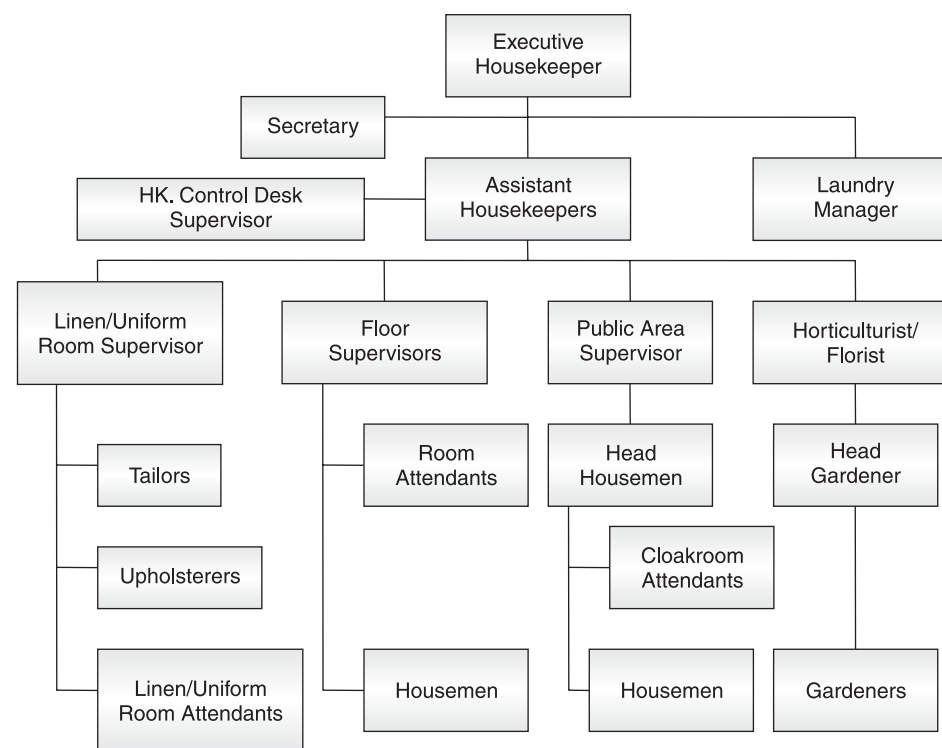 Executive
Housekeeper
Secretary
HK. Control Desk
Supervisor
Assistant
Housekeepers
Laundry
Manager
Linen/Uniform
Room Supervisor
Floor
Supervisors
Public Area
Supervisor
Horticulturist/
Florist
Tailors
Room
Attendants
Head
Housemen
Head
Gardener
Upholsterers
Cloakroom
Attendants
Linen/Uniform
Room Attendants
Housemen
Housemen
Gardeners